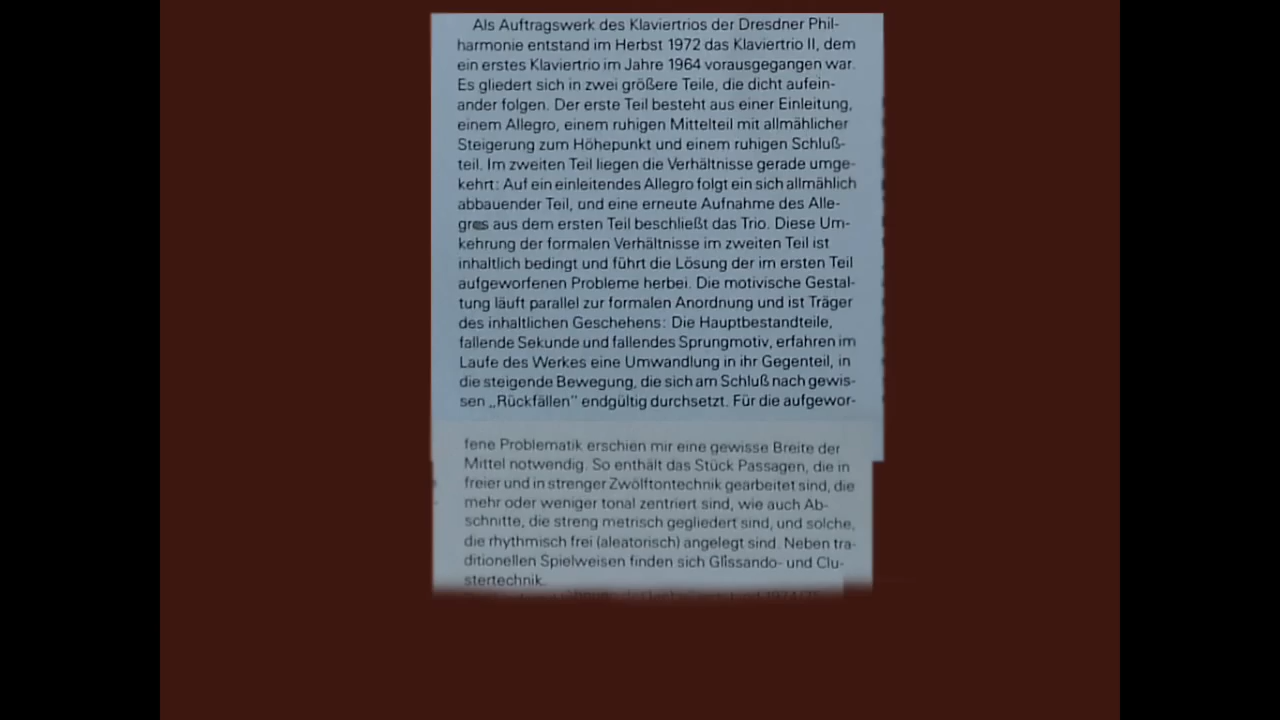 Als Auftragswerk des Klaviertrios der Dresdner Phil-
harmonie entstand im Herbst 1972 das Klaviertrio II, dem
ein erstes Klaviertrio im Jahre 1964 vorausgegangen war.
Es gliedert sich in zwei größere Teile, die dicht aufein-
ander folgen. Der erste Teil besteht aus einer Einleitung,
einem Allegro, einem ruhigen Mittelteil mit allmählicher
Steigerung zum Höhepunkt und einem ruhigen Schluß-
teil. Im zweiten Teil liegen die Verhältnisse gerade umge-
kehrt: Auf ein einleitendes Allegro folgt ein sich allmählich
abbauender Teil, und eine erneute Aufnahme des Alle-
gros aus dem ersten Teil beschließt das Trio. Diese Um-
kehrung der formalen Verhältnisse im zweiten Teil ist
inhaltlich bedingt und führt die Lösung der im ersten Teil
aufgeworfenen Probleme herbei. Die motivische Gestal-
tung läuft parallel zur formalen Anordnung und ist Träger
des inhaltlichen Geschehens: Die Hauptbestandteile,
fallende Sekunde und fallendes Sprungmotiv, erfahren im
Laufe des Werkes eine Umwandlung in ihr Gegenteil, in
die steigende Bewegung, die sich am Schluß nach gewis-
sen „Rückfällen" endgültig durchsetzt. Für die aufgewor-
fene Problematik erschien mir eine gewisse Breite der
Mittel notwendig. So enthält das Stück Passagen, die in
freier und in strenger Zwölftontechnik gearbeitet sind, die
mehr oder weniger tonal zentriert sind, wie auch Ab-
schnitte, die streng metrisch gegliedert sind, und solche,
die rhythmisch frei (aleatorisch) angelegt sind. Neben tra-
ditionellen Spielweisen finden sich Glissando- und Clu-
stertechnik.